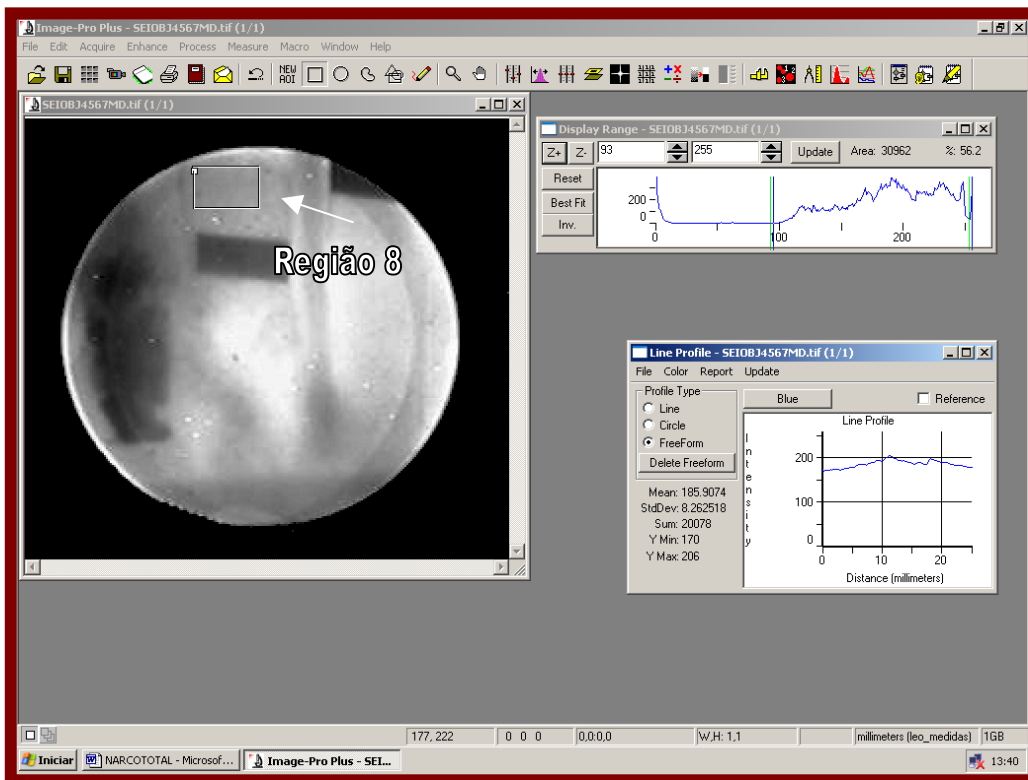 Image-Pro Plus - SEIOBJ4567MD.tif (1/1)
File Edit Acquire Enhance Process Measure Macro Window Help
NEW
AOI
SEIOBJ4567MD.tif (1/1)
Região 8
Display Range - SEIOBJ4567MD.tif (1/1)
Z+ Z- 93 255 Update Area: 30962 %: 56.2
Reset
Best Fit
Inv.
200
0
0 100 200
Line Profile - SEIOBJ4567MD.tif (1/1)
File Color Report Update
Profile Type
Line
Circle
FreeForm
Delete Freeform
Mean: 185.9074
StdDev: 8.262518
Sum: 20078
Y Min: 170
Y Max: 206
Blue
Reference
Line Profile
Intensity
200
100
0
0 10 20
Distance (millimeters)
177, 222 0 0 0 0,0:0,0 W,H: 1,1 millimeters (leo_medidas) 1GB
Iniciar NARCOTOTAL - Microsof... Image-Pro Plus - SEI... 13:40